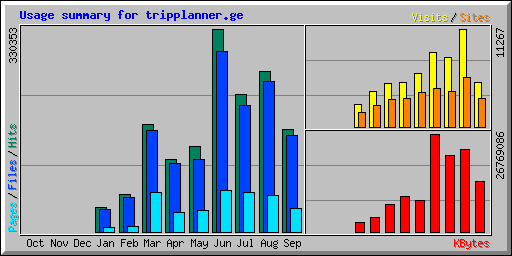 Usage summary for tripplanner.ge
Visits / Sites
330353
11267
Pages / Files / Hits
26769086
Oct Nov Dec Jan Feb Mar Apr May Jun Jul Aug Sep
KBytes